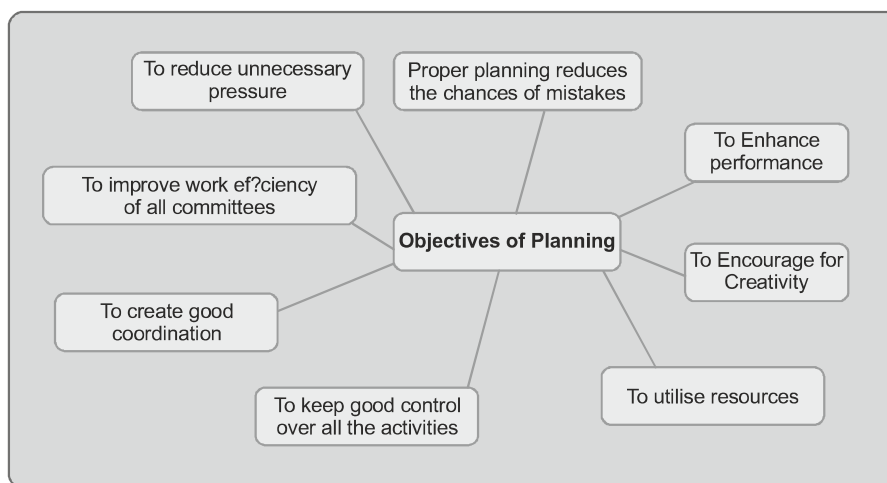 To reduce unnecessary
pressure
Proper planning reduces
the chances of mistakes
To Enhance
performance
To improve work ef?ciency
of all committees
Objectives of Planning
To Encourage for
Creativity
To create good
coordination
To keep good control
over all the activities
To utilise resources